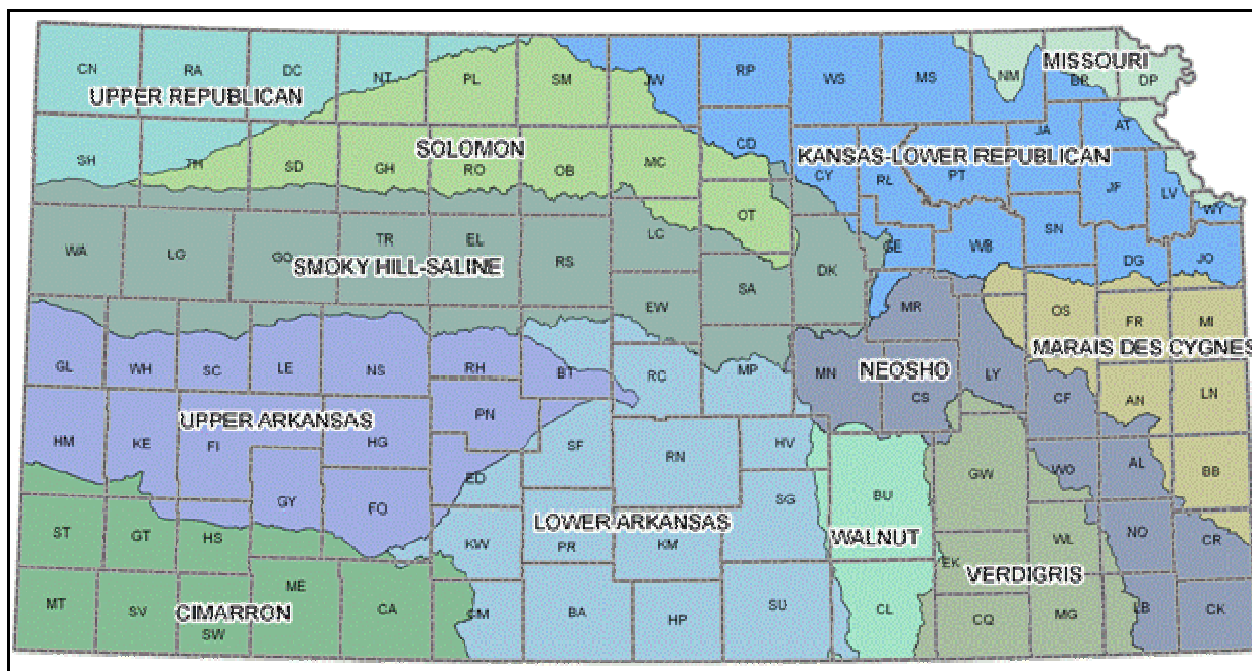 CN RA DC NT PL SM JW RP WS MS NM BR DP
MISSOURI
UPPER REPUBLICAN
SH TH SD GH RO OB MC CD CY RL PT JA AT JF LV WY
SOLOMON
KANSAS-LOWER REPUBLICAN
OT
WA LG GO TR EL RS LC SA DK GE WB SN DG JO
SMOKY HILL-SALINE
EW MR OS FR MI
MARAIS DES CYGNES
GL WH SC LE NS RH BT RC MP MN CS LY CF AN LN
NEOSHO
UPPER ARKANSAS
HM KE FI HG PN SF RN HV GW WO AL BB
GY FO ED SG BU
LOWER ARKANSAS
WALNUT
ST GT HS KW PR KM EK WL NO CR
VERDIGRIS
MT SV SW ME CA CM BA HP SU CL CQ MG LB CK
CIMARRON